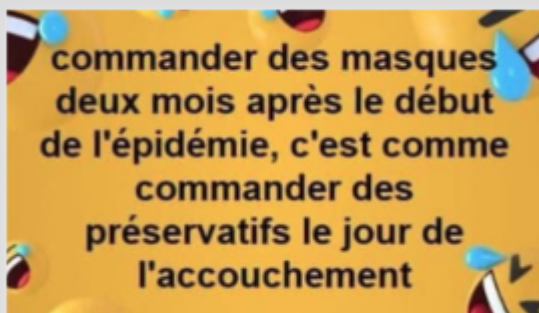 commander des masques
deux mois après le début
de l'épidémie, c'est comme
commander des
préservatifs le jour de
l'accouchement